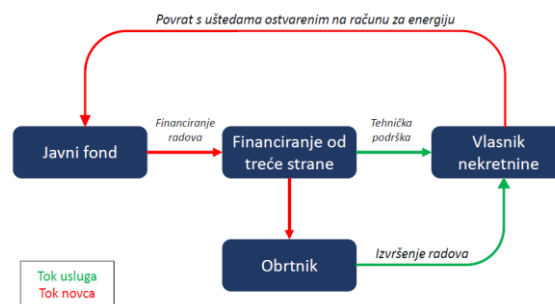 Povrat s uštedama ostvarenim na računu za energiju
Financiranje
radova
Tehnička
podrška
Javni fond
Financiranje od
treće strane
Vlasnik
nekretnine
Obrtnik
Izvršenje radova
Tok usluga
Tok novca